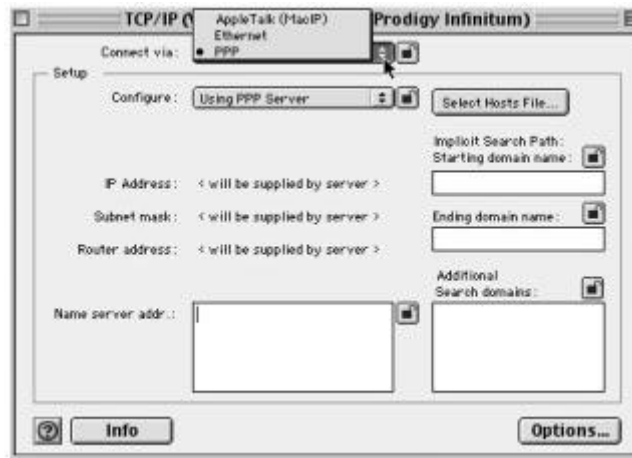 TCP/IP ( Prodigy Infinitum)
AppleTalk (MacIP)
Ethernet
• PPP
Connect via:
Setup
Configure: Using PPP Server
Select Hosts File...
Implicit Search Path:
Starting domain name:
IP Address: < will be supplied by server >
Subnet mask: < will be supplied by server >
Ending domain name:
Router address: < will be supplied by server >
Additional
Search domains:
Name server addr.:
? Info
Options...